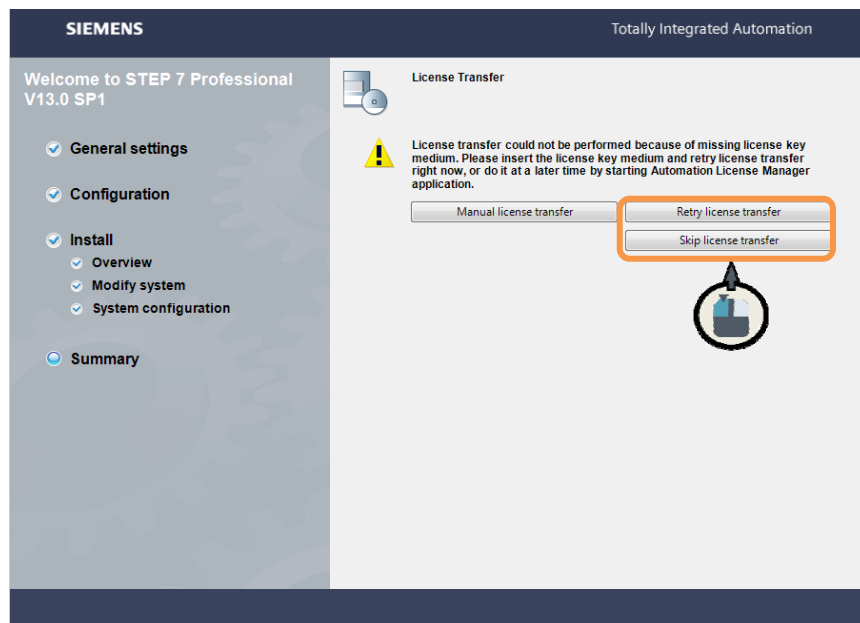 SIEMENS
Totally Integrated Automation
Welcome to STEP 7 Professional
V13.0 SP1
General settings
Configuration
Install
Overview
Modify system
System configuration
Summary
License Transfer
License transfer could not be performed because of missing license key
medium. Please insert the license key medium and retry license transfer
right now, or do it at a later time by starting Automation License Manager
application.
Manual license transfer
Retry license transfer
Skip license transfer